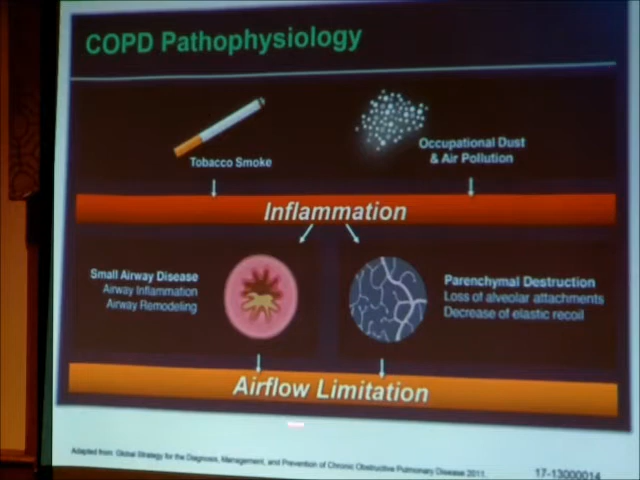 COPD Pathophysiology
Tobacco Smoke
Occupational Dust
& Air Pollution
Inflammation
Small Airway Disease
Airway Inflammation
Airway Remodeling
Parenchymal Destruction
Loss of alveolar attachments
Decrease of elastic recoil
Airflow Limitation
Adapted from: Global Strategy for the Diagnosis, Management, and Prevention of Chronic Obstructive Pulmonary Disease 2011.
17-13000014